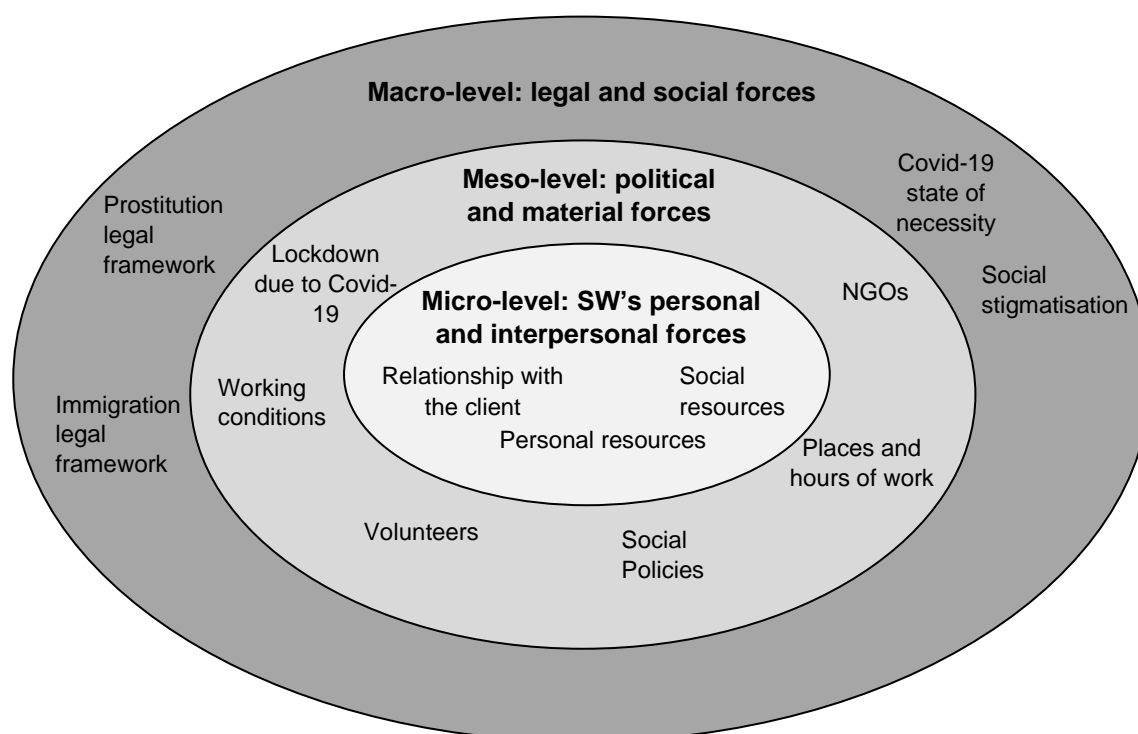 Macro-level: legal and social forces
Covid-19
state of
necessity
Meso-level: political
and material forces
Prostitution
legal
framework
Lockdown
due to Covid-
19
NGOs
Social
stigmatisation
Micro-level: SW's personal
and interpersonal forces
Relationship with
the client
Social
resources
Personal resources
Working
conditions
Immigration
legal
framework
Places and
hours of work
Volunteers
Social
Policies